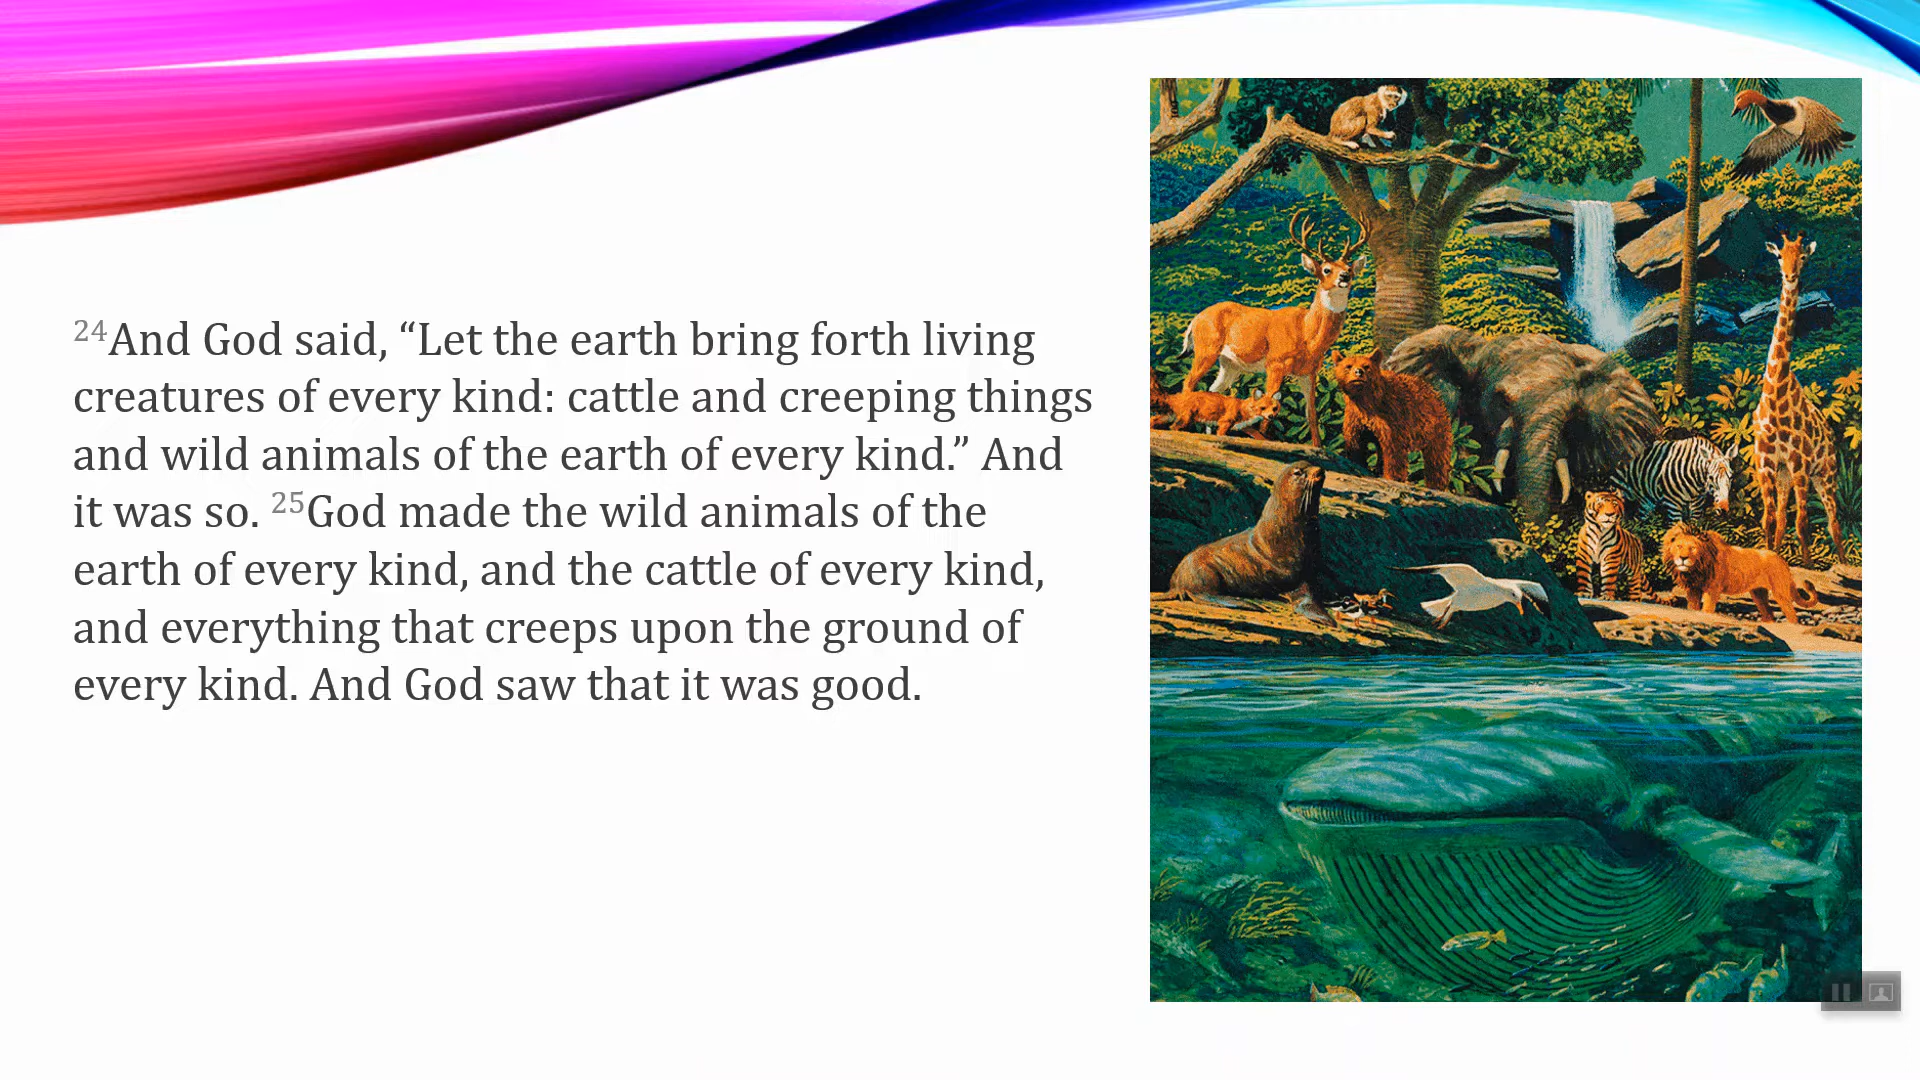 24And God said, “Let the earth bring forth living
creatures of every kind: cattle and creeping things
and wild animals of the earth of every kind.” And
it was so. 25God made the wild animals of the
earth of every kind, and the cattle of every kind,
and everything that creeps upon the ground of
every kind. And God saw that it was good.